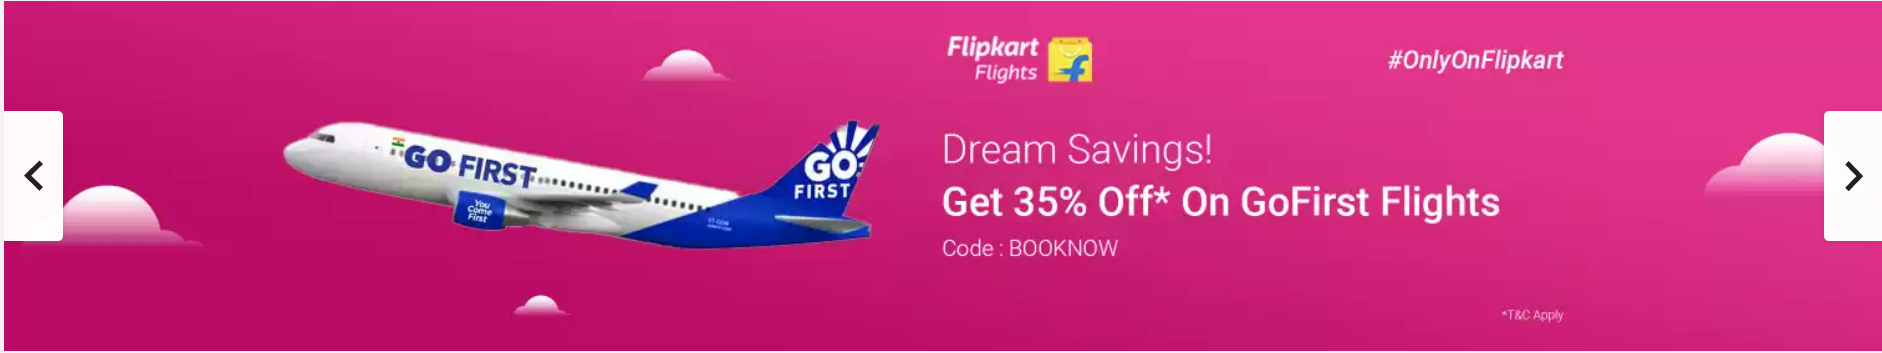 Flipkart
Flights
#OnlyOnFlipkart
GO FIRST
GO
FIRST
You
Come
First
Dream Savings!
Get 35% Off* On GoFirst Flights
Code : BOOKNOW
*T&C Apply